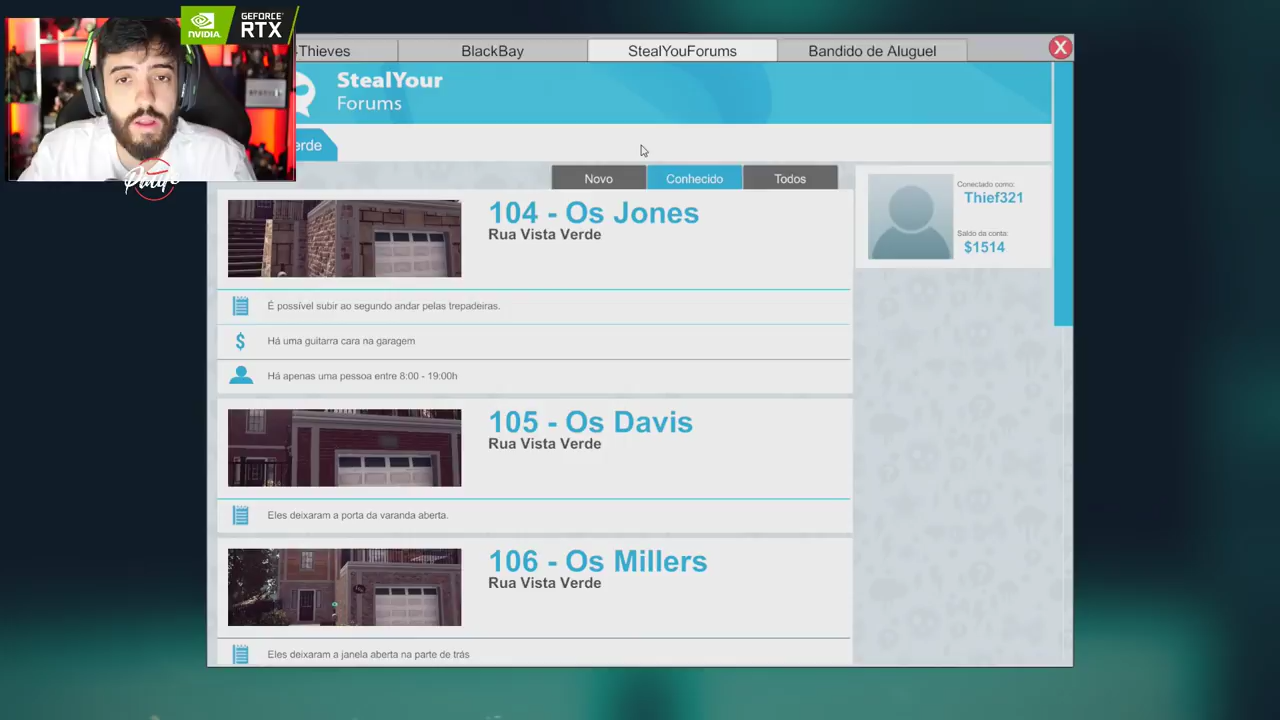 NVIDIA
GEFORCE
RTX
Thieves
BlackBay
StealYouForums
Bandido de Aluguel
X
StealYour
Forums
erde
Novo
Conhecido
Todos
Conectado como:
Thief321
Saldo da conta:
$1514
104 - Os Jones
Rua Vista Verde
É possível subir ao segundo andar pelas trepadeiras.
$
Há uma guitarra cara na garagem
Há apenas uma pessoa entre 8:00 - 19:00h
105 - Os Davis
Rua Vista Verde
Eles deixaram a porta da varanda aberta.
106 - Os Millers
Rua Vista Verde
Eles deixaram a janela aberta na parte de trás